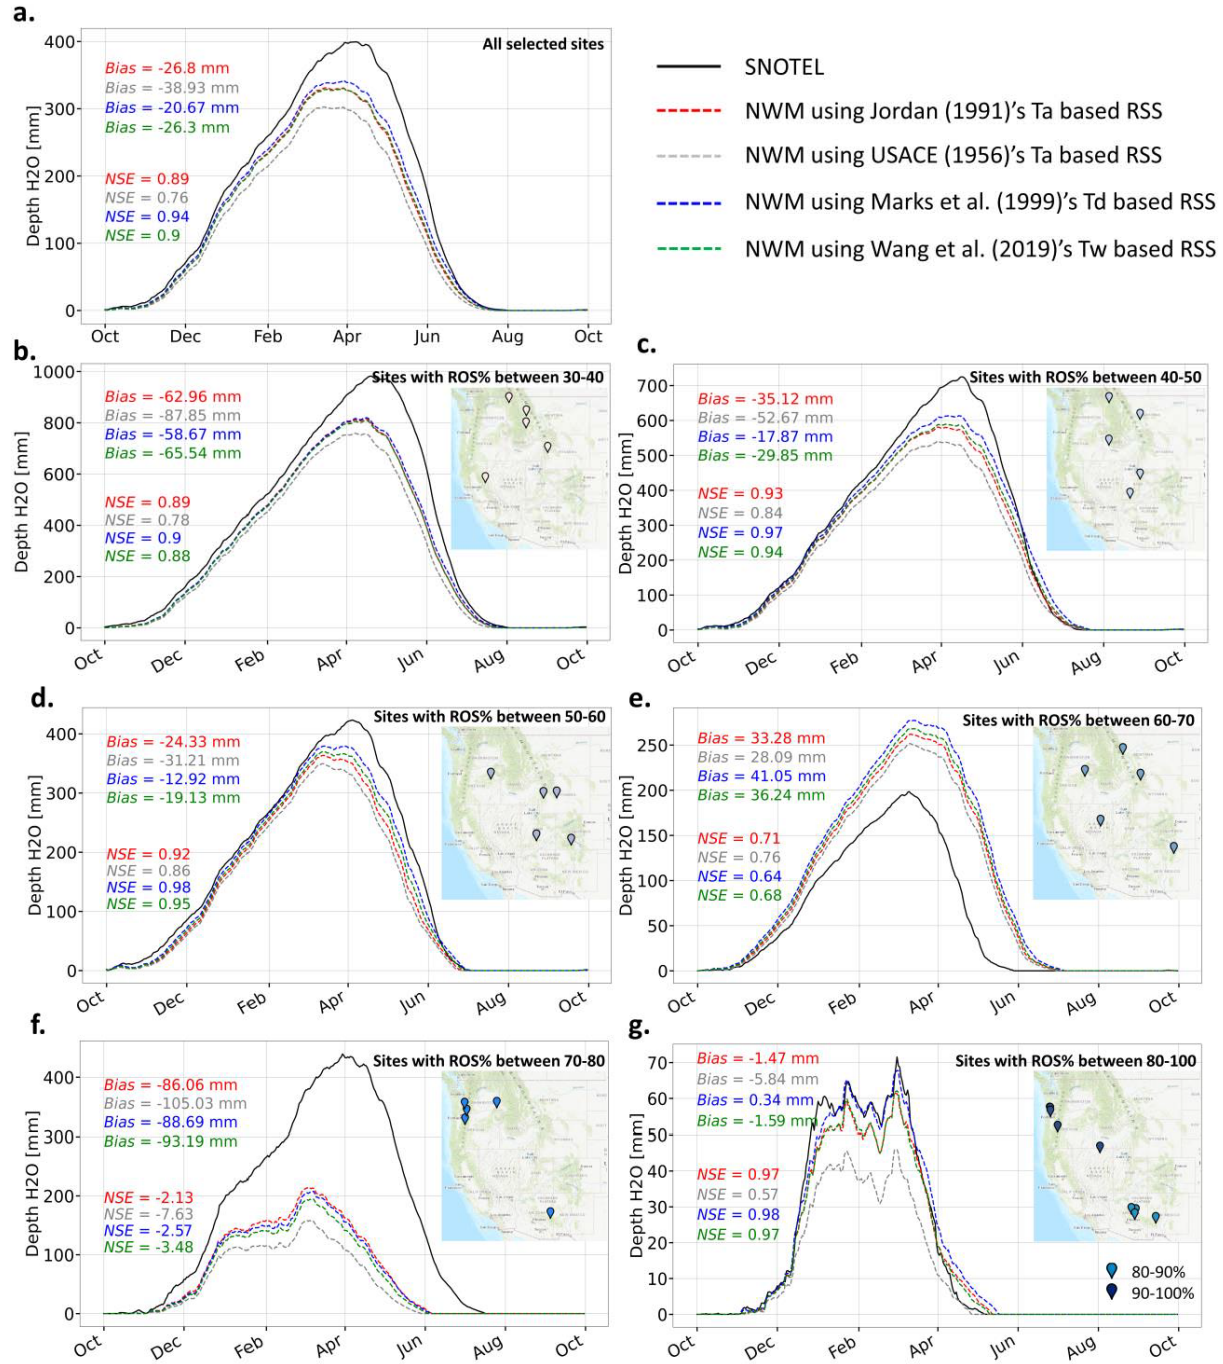 a.
All selected sites
Depth H2O [mm]
400
300
200
100
0
Bias = -26.8 mm
Bias = -38.93 mm
Bias = -20.67 mm
Bias = -26.3 mm
NSE = 0.89
NSE = 0.76
NSE = 0.94
NSE = 0.9
Oct Dec Feb Apr Jun Aug Oct
SNOTEL
NWM using Jordan (1991)'s Ta based RSS
NWM using USACE (1956)'s Ta based RSS
NWM using Marks et al. (1999)'s Td based RSS
NWM using Wang et al. (2019)'s Tw based RSS
b.
Sites with ROS% between 30-40
Depth H2O [mm]
1000
800
600
400
200
0
Bias = -62.96 mm
Bias = -87.85 mm
Bias = -58.67 mm
Bias = -65.54 mm
NSE = 0.89
NSE = 0.78
NSE = 0.9
NSE = 0.88
Oct Dec Feb Apr Jun Aug Oct
c.
Sites with ROS% between 40-50
Depth H2O [mm]
700
600
500
400
300
200
100
0
Bias = -35.12 mm
Bias = -52.67 mm
Bias = -17.87 mm
Bias = -29.85 mm
NSE = 0.93
NSE = 0.84
NSE = 0.97
NSE = 0.94
Oct Dec Feb Apr Jun Aug Oct
d.
Sites with ROS% between 50-60
Depth H2O [mm]
400
300
200
100
0
Bias = -24.33 mm
Bias = -31.21 mm
Bias = -12.92 mm
Bias = -19.13 mm
NSE = 0.92
NSE = 0.86
NSE = 0.98
NSE = 0.95
Oct Dec Feb Apr Jun Aug Oct
e.
Sites with ROS% between 60-70
Depth H2O [mm]
250
200
150
100
50
0
Bias = 33.28 mm
Bias = 28.09 mm
Bias = 41.05 mm
Bias = 36.24 mm
NSE = 0.71
NSE = 0.76
NSE = 0.64
NSE = 0.68
Oct Dec Feb Apr Jun Aug Oct
f.
Sites with ROS% between 70-80
Depth H2O [mm]
400
300
200
100
0
Bias = -86.06 mm
Bias = -105.03 mm
Bias = -88.69 mm
Bias = -93.19 mm
NSE = -2.13
NSE = -7.63
NSE = -2.57
NSE = -3.48
Oct Dec Feb Apr Jun Aug Oct
g.
Sites with ROS% between 80-100
Depth H2O [mm]
70
60
50
40
30
20
10
0
Bias = -1.47 mm
Bias = -5.84 mm
Bias = 0.34 mm
Bias = -1.59 mm
NSE = 0.97
NSE = 0.57
NSE = 0.98
NSE = 0.97
80-90%
90-100%
Oct Dec Feb Apr Jun Aug Oct